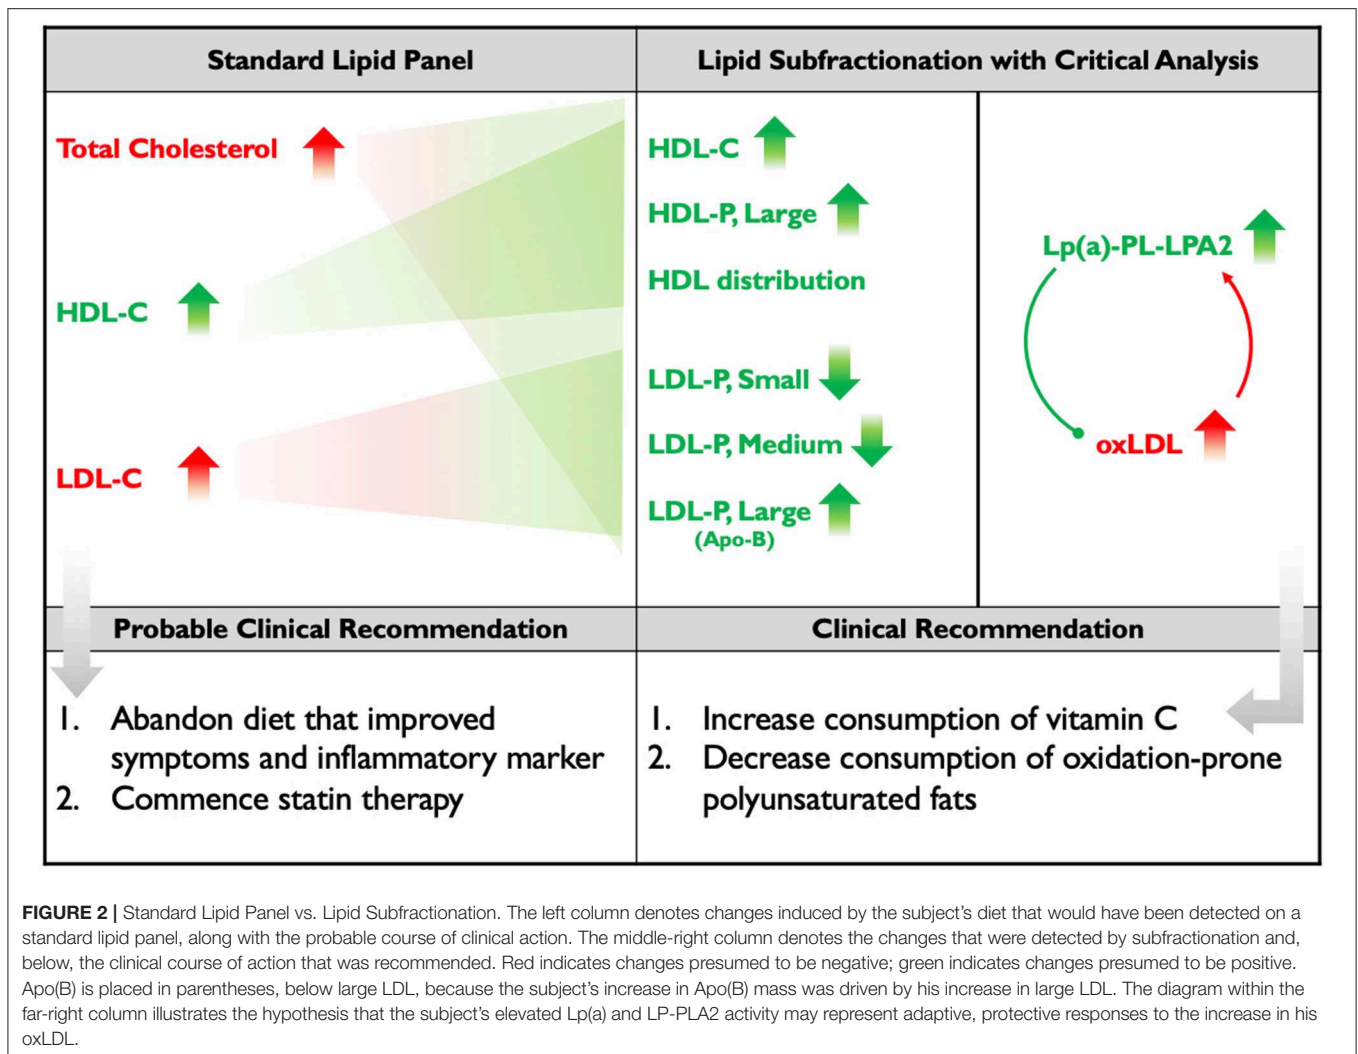 Standard Lipid Panel
Lipid Subfractionation with Critical Analysis
Total Cholesterol
HDL-C
LDL-C
HDL-C
HDL-P, Large
HDL distribution
LDL-P, Small
LDL-P, Medium
LDL-P, Large
(Apo-B)
Lp(a)-PL-LPA2
oxLDL
Probable Clinical Recommendation
1. Abandon diet that improved
symptoms and inflammatory marker
2. Commence statin therapy
Clinical Recommendation
1. Increase consumption of vitamin C
2. Decrease consumption of oxidation-prone
polyunsaturated fats
FIGURE 2 | Standard Lipid Panel vs. Lipid Subfractionation. The left column denotes changes induced by the subject's diet that would have been detected on a
standard lipid panel, along with the probable course of clinical action. The middle-right column denotes the changes that were detected by subfractionation and,
below, the clinical course of action that was recommended. Red indicates changes presumed to be negative; green indicates changes presumed to be positive.
Apo(B) is placed in parentheses, below large LDL, because the subject's increase in Apo(B) mass was driven by his increase in large LDL. The diagram within the
far-right column illustrates the hypothesis that the subject's elevated Lp(a) and LP-PLA2 activity may represent adaptive, protective responses to the increase in his
oxLDL.